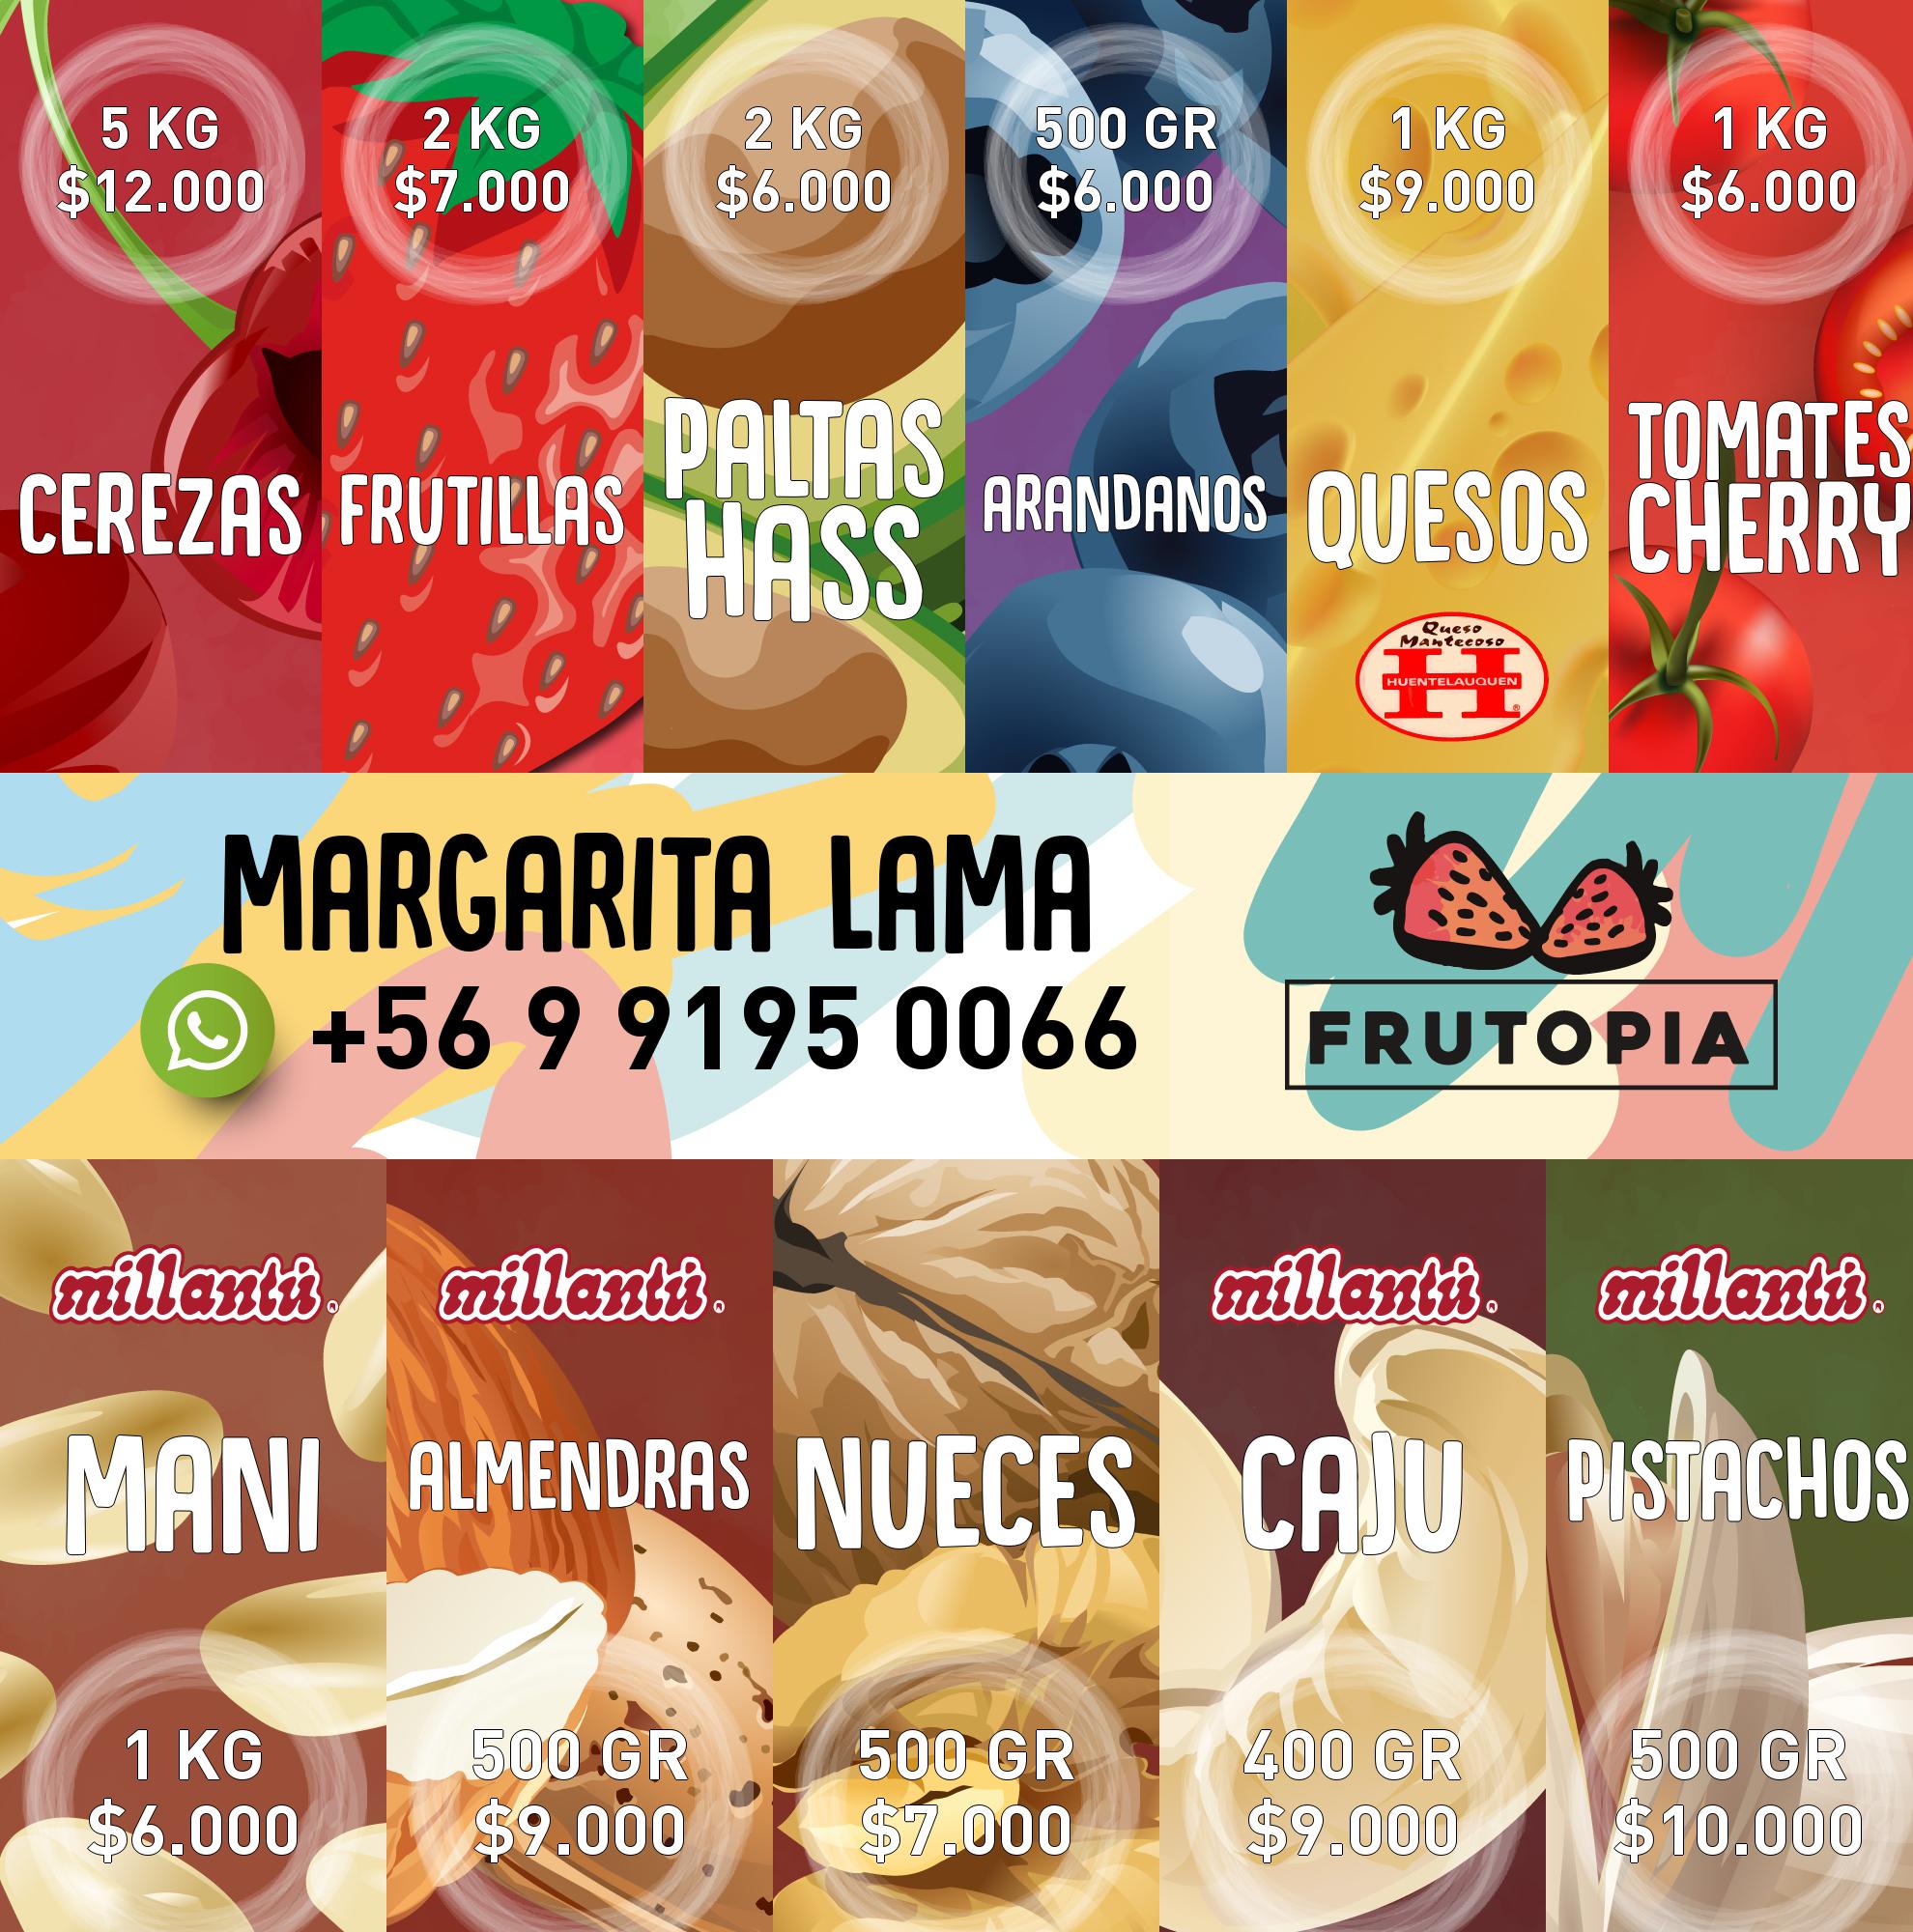 5 KG
$12.000
CEREZAS
2 KG
$7.000
FRUTILLAS
2 KG
$6.000
PALTAS
HASS
500 GR
$6.000
ARANDANOS
1 KG
$9.000
QUESOS
Queso
Mantecoso
H
HUENTELAUQUEN
®
1 KG
$6.000
TOMATES
CHERRY
MARGARITA LAMA
+56 9 9195 0066
FRUTOPIA
millantú®
MANI
1 KG
$6.000
millantú®
ALMENDRAS
500 GR
$9.000
NUECES
500 GR
$7.000
millantú®
CAJU
400 GR
$9.000
millantú®
PISTACHOS
500 GR
$10.000